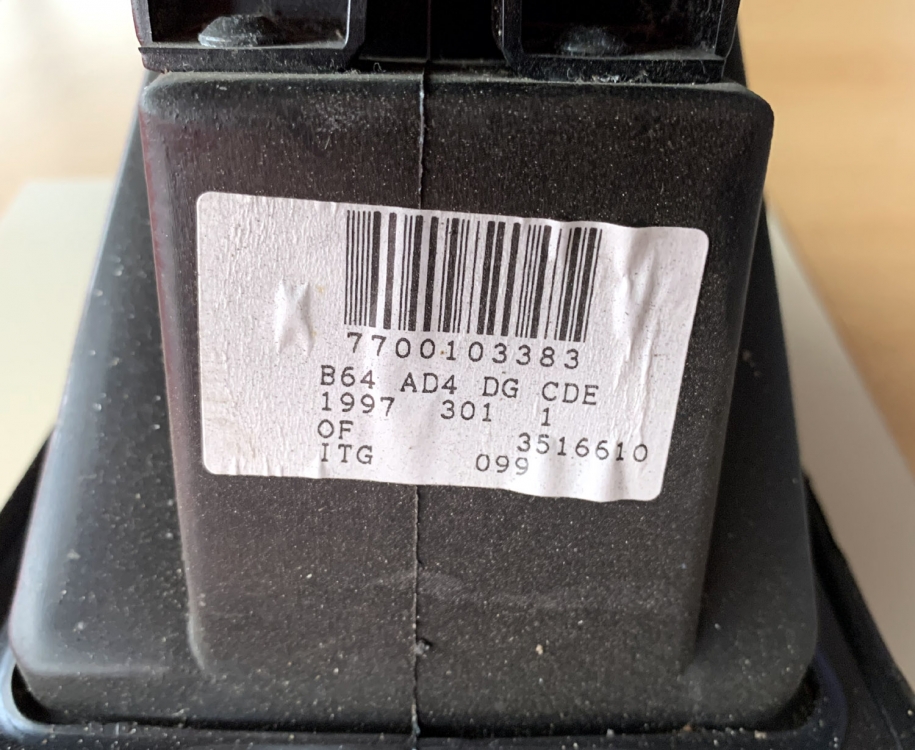 7700103383
B64 AD4 DG CDE
1997 301 1
OF 3516610
ITG 099